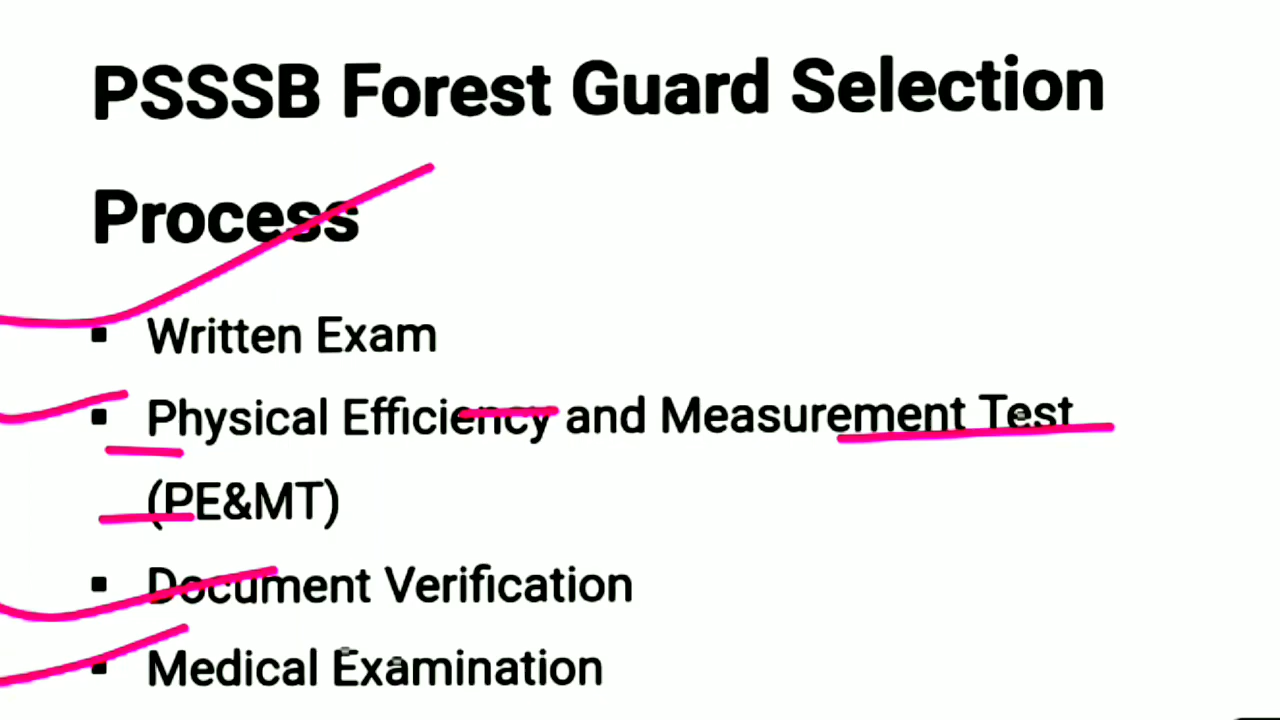 PSSSB Forest Guard Selection
Process
▪ Written Exam
▪ Physical Efficiency and Measurement Test
(PE&MT)
▪ Document Verification
▪ Medical Examination